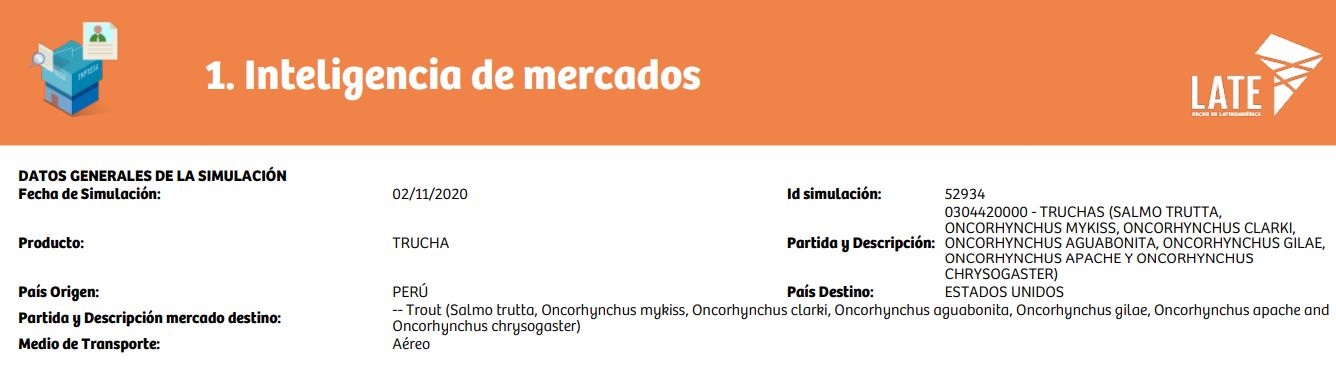 1. Inteligencia de mercados
LATE
HECHO EN LATINOAMÉRICA
DATOS GENERALES DE LA SIMULACIÓN
Fecha de Simulación: 02/11/2020 Id simulación: 52934
Producto: TRUCHA Partida y Descripción: 0304420000 - TRUCHAS (SALMO TRUTTA,
ONCORHYNCHUS MYKISS, ONCORHYNCHUS CLARKI,
ONCORHYNCHUS AGUABONITA, ONCORHYNCHUS GILAE,
ONCORHYNCHUS APACHE Y ONCORHYNCHUS
CHRYSOGASTER)
País Origen: PERÚ País Destino: ESTADOS UNIDOS
Partida y Descripción mercado destino: -- Trout (Salmo trutta, Oncorhynchus mykiss, Oncorhynchus clarki, Oncorhynchus aguabonita, Oncorhynchus gilae, Oncorhynchus apache and
Oncorhynchus chrysogaster)
Medio de Transporte: Aéreo